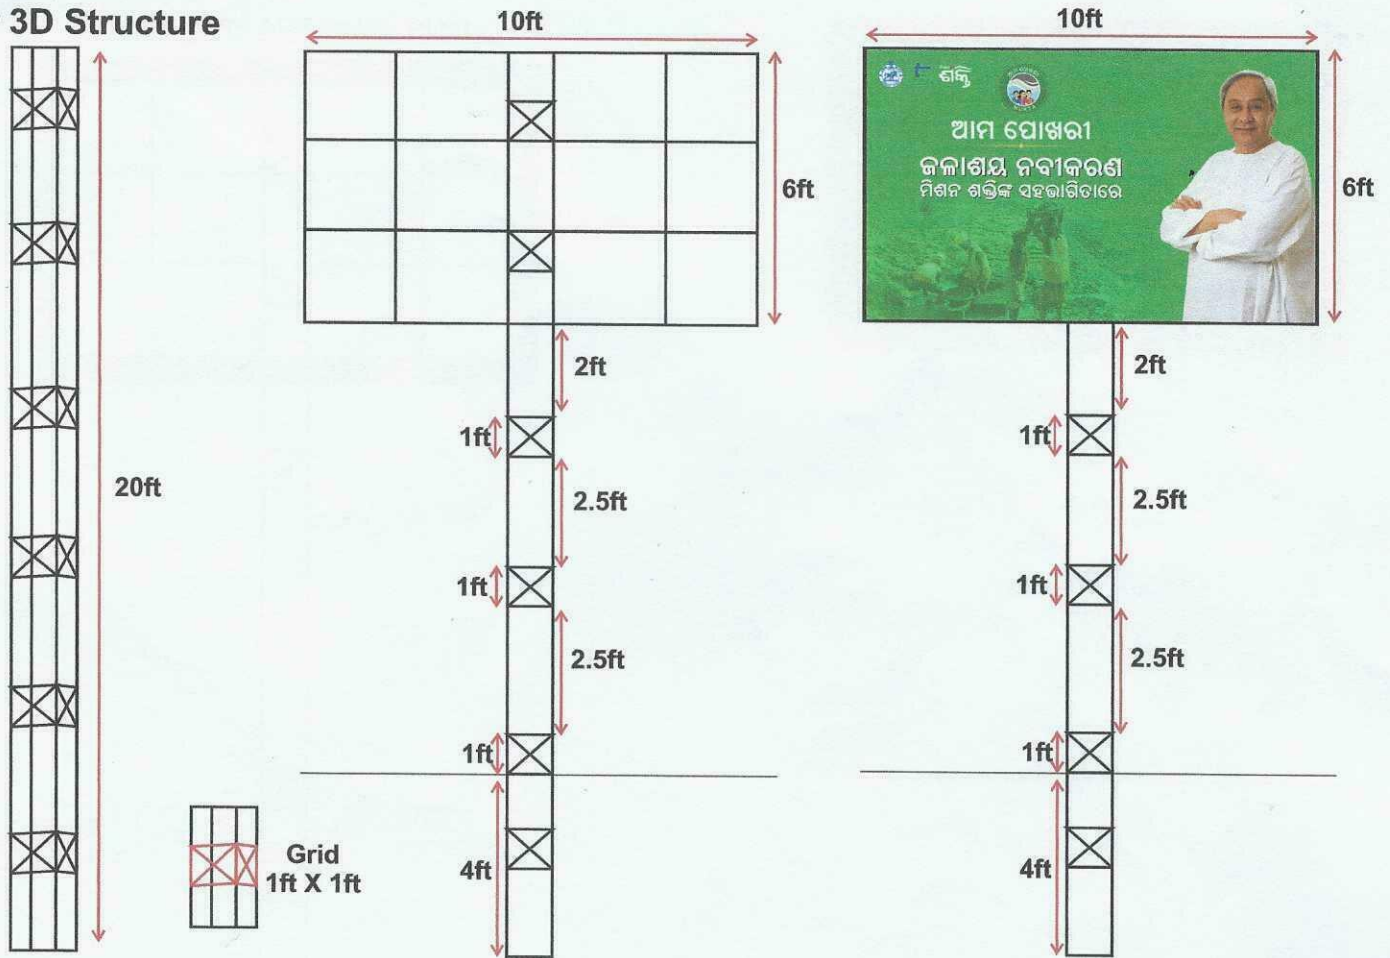 3D Structure
10ft
10ft
ଶକ୍ତି
ଆମ ପୋଖରୀ
ଜଳାଶୟ ନବୀକରଣ
ମିଶନ ଶକ୍ତିଙ୍କ ସହଭାଗିତାରେ
6ft
6ft
2ft
2ft
1ft
1ft
20ft
2.5ft
2.5ft
1ft
1ft
2.5ft
2.5ft
1ft
1ft
Grid
1ft X 1ft
4ft
4ft